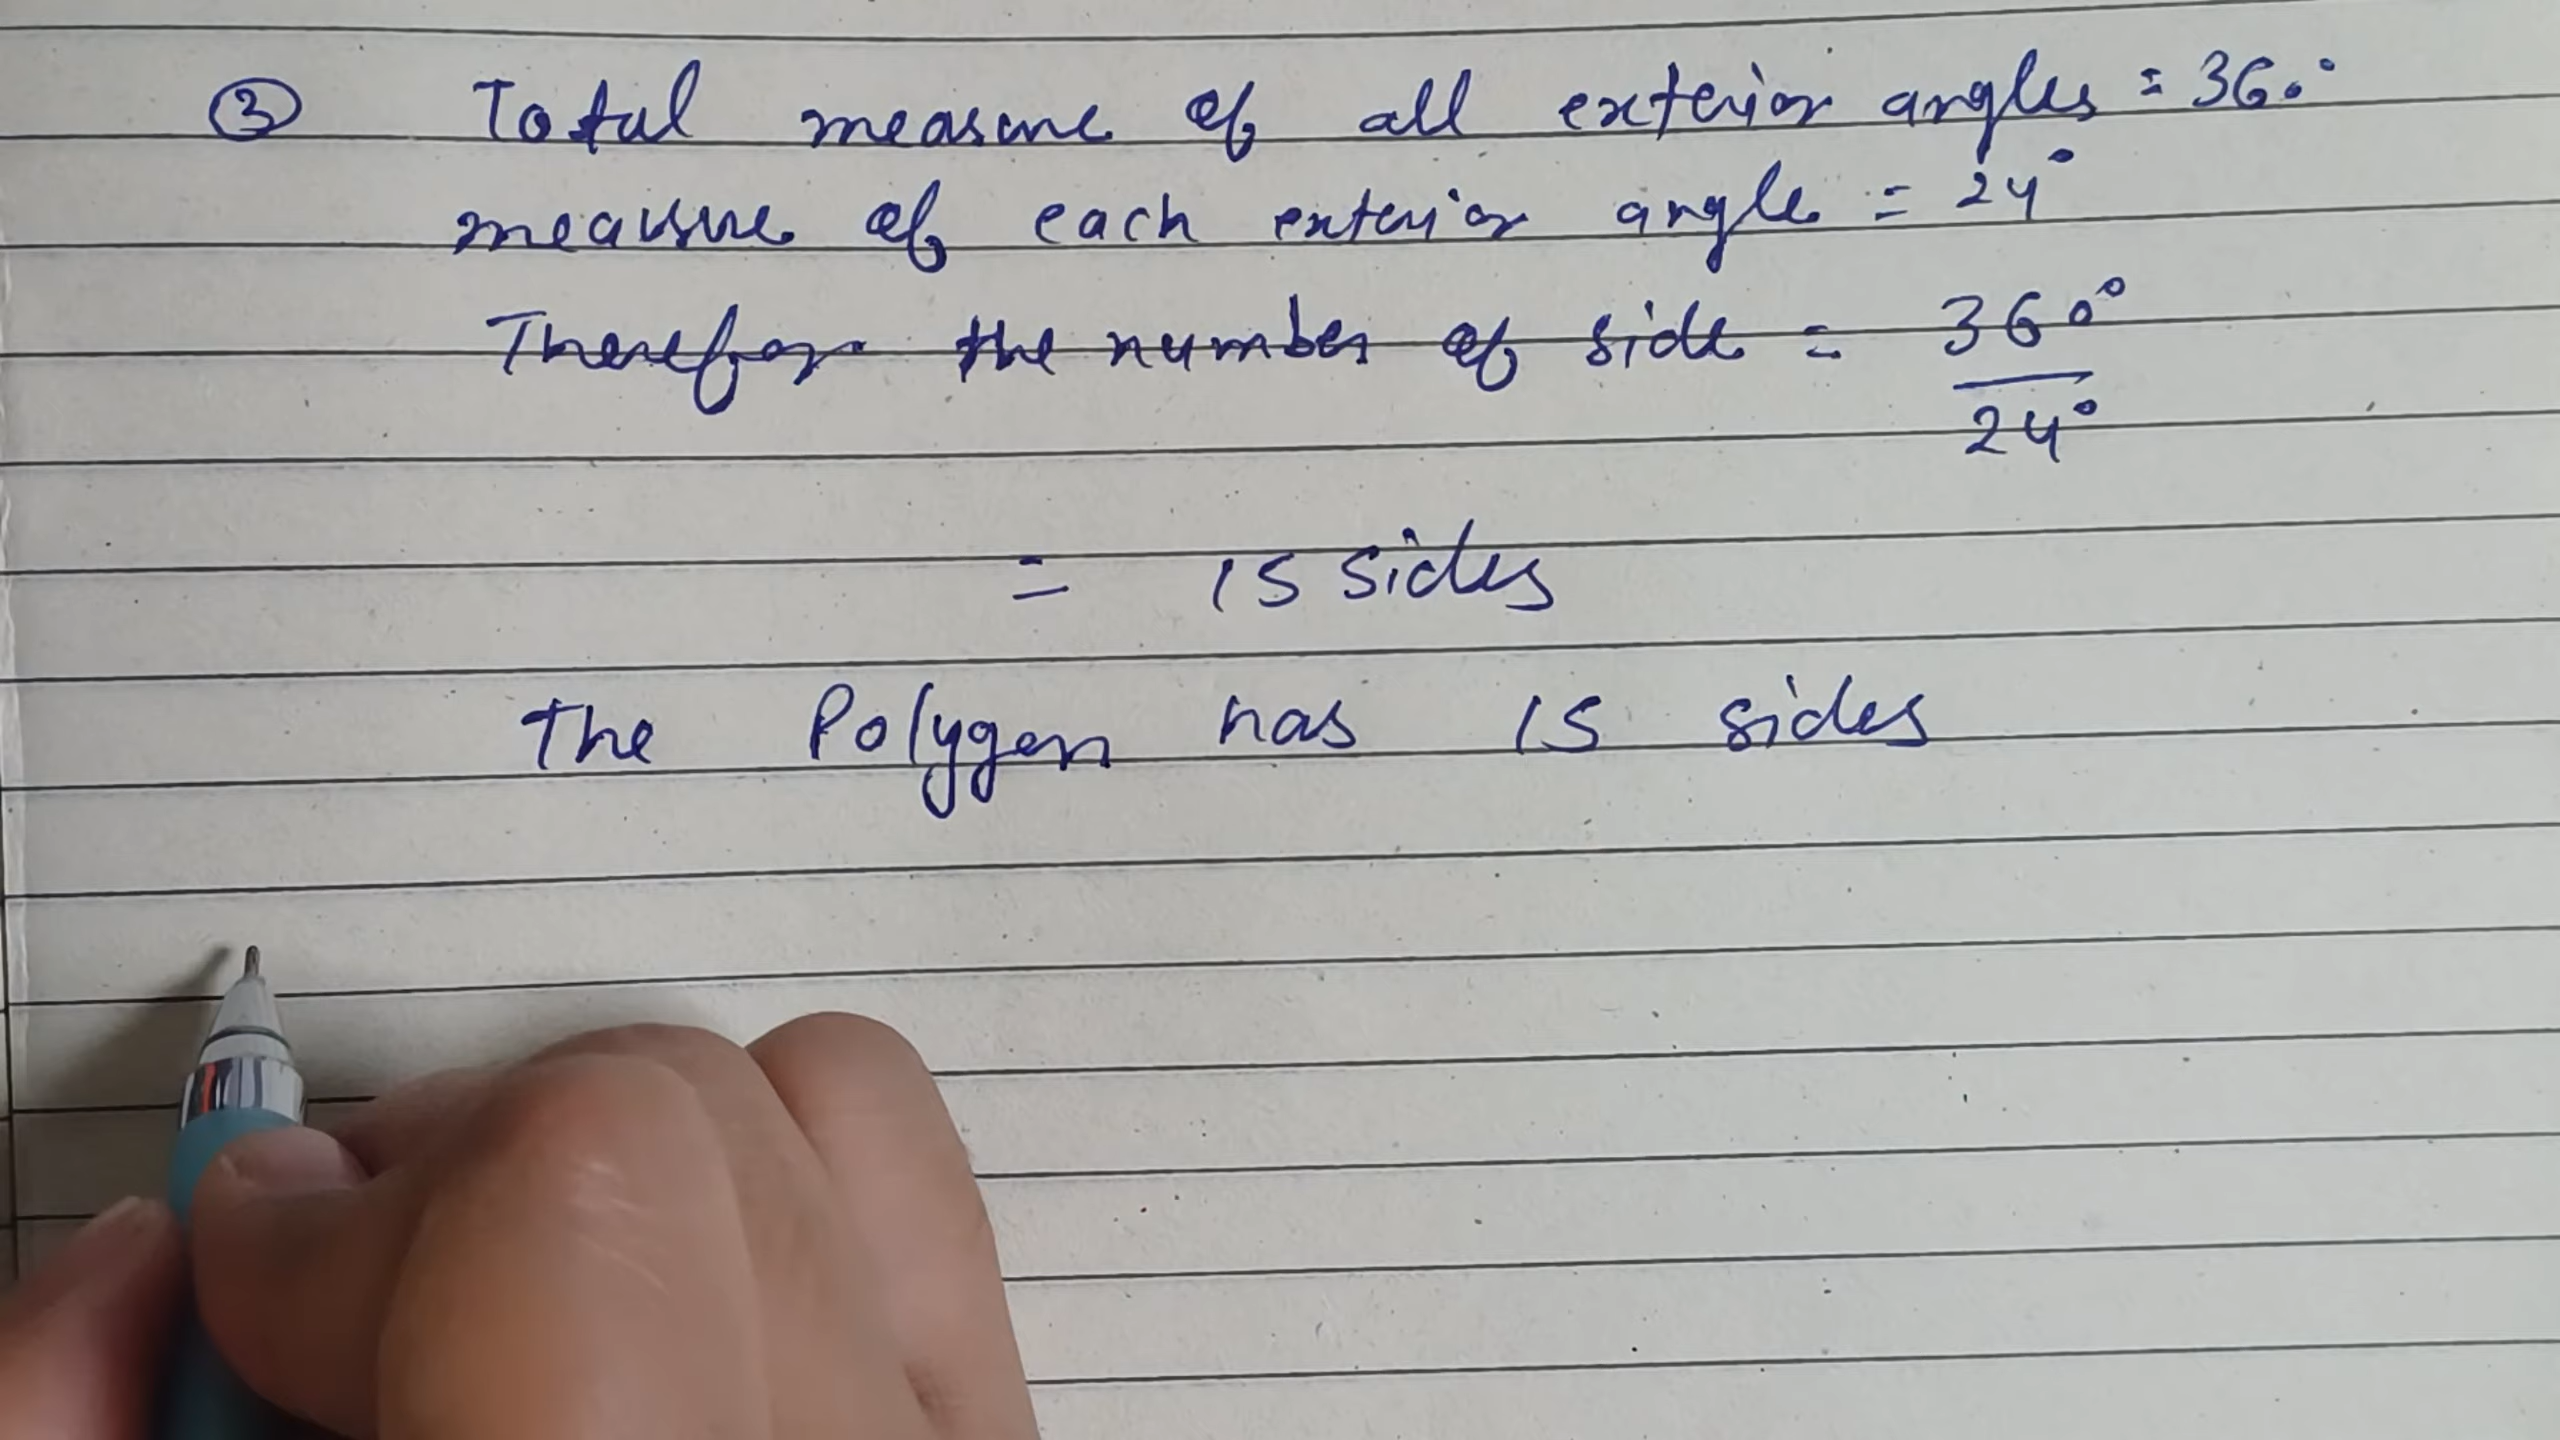 ③ Total measure of all exterior angles = 360°
measure of each exterior angle = 24°
Therefor the number of side = 360°
24°
= 15 sides
The Polygon has 15 sides